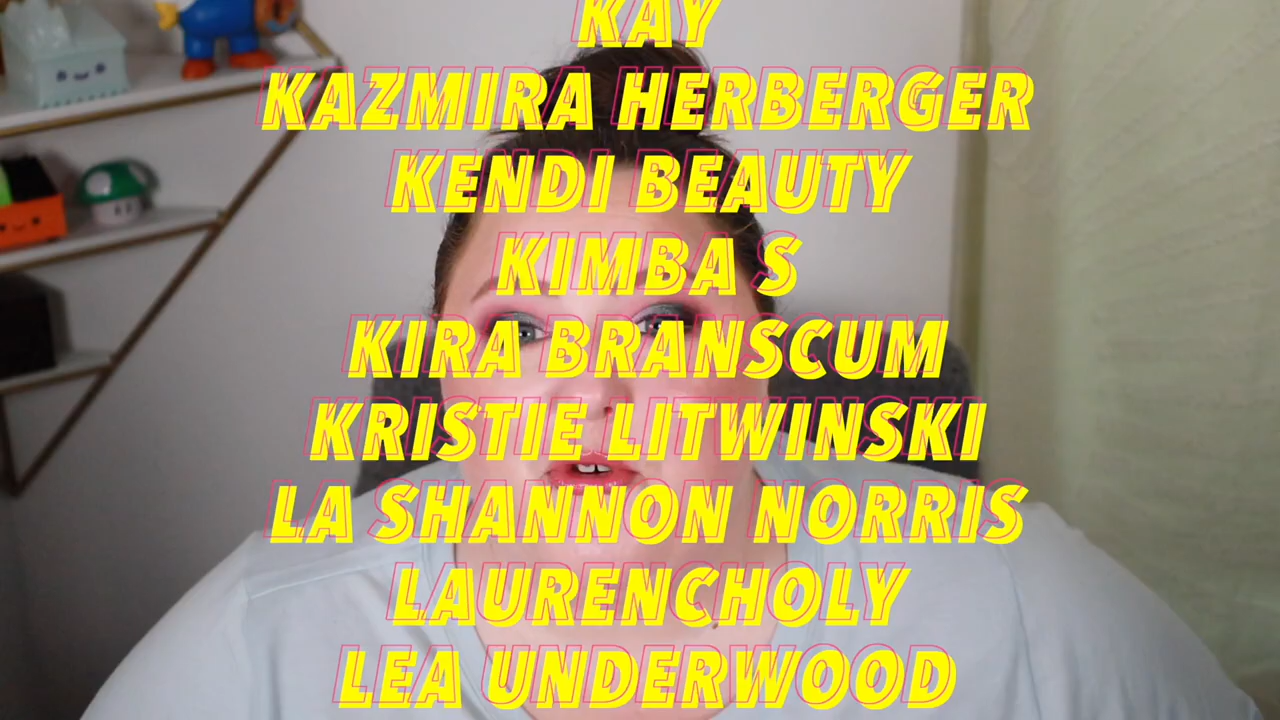 KAY
KAZMIRA HERBERGER
KENDI BEAUTY
KIMBA S
KIRA BRANSCUM
KRISTIE LITWINSKI
LA SHANNON NORRIS
LAURENCHOLY
LEA UNDERWOOD